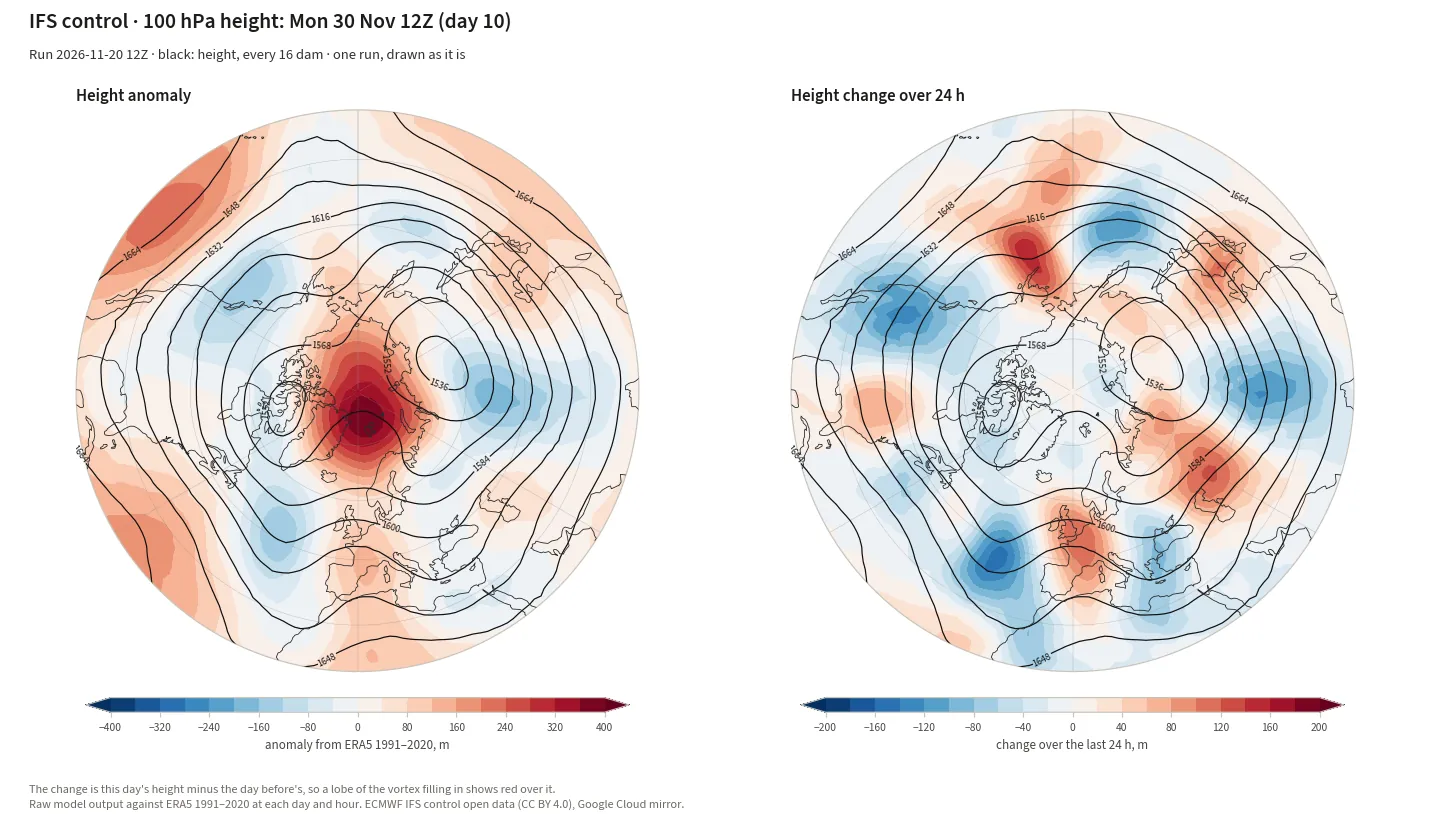 IFS control · 100 hPa height: Mon 30 Nov 12Z (day 10)
Run 2026-11-20 12Z · black: height, every 16 dam · one run, drawn as it is
Height anomaly
Height change over 24 h
1664
1648
1616
1632
1664
1568
1552
1536
1552
1584
1600
1648
1664
1648
1616
1632
1664
1568
1552
1536
1552
1584
1600
1648
−400 −320 −240 −160 −80 0 80 160 240 320 400
anomaly from ERA5 1991–2020, m
−200 −160 −120 −80 −40 0 40 80 120 160 200
change over the last 24 h, m
The change is this day's height minus the day before's, so a lobe of the vortex filling in shows red over it.
Raw model output against ERA5 1991–2020 at each day and hour. ECMWF IFS control open data (CC BY 4.0), Google Cloud mirror.